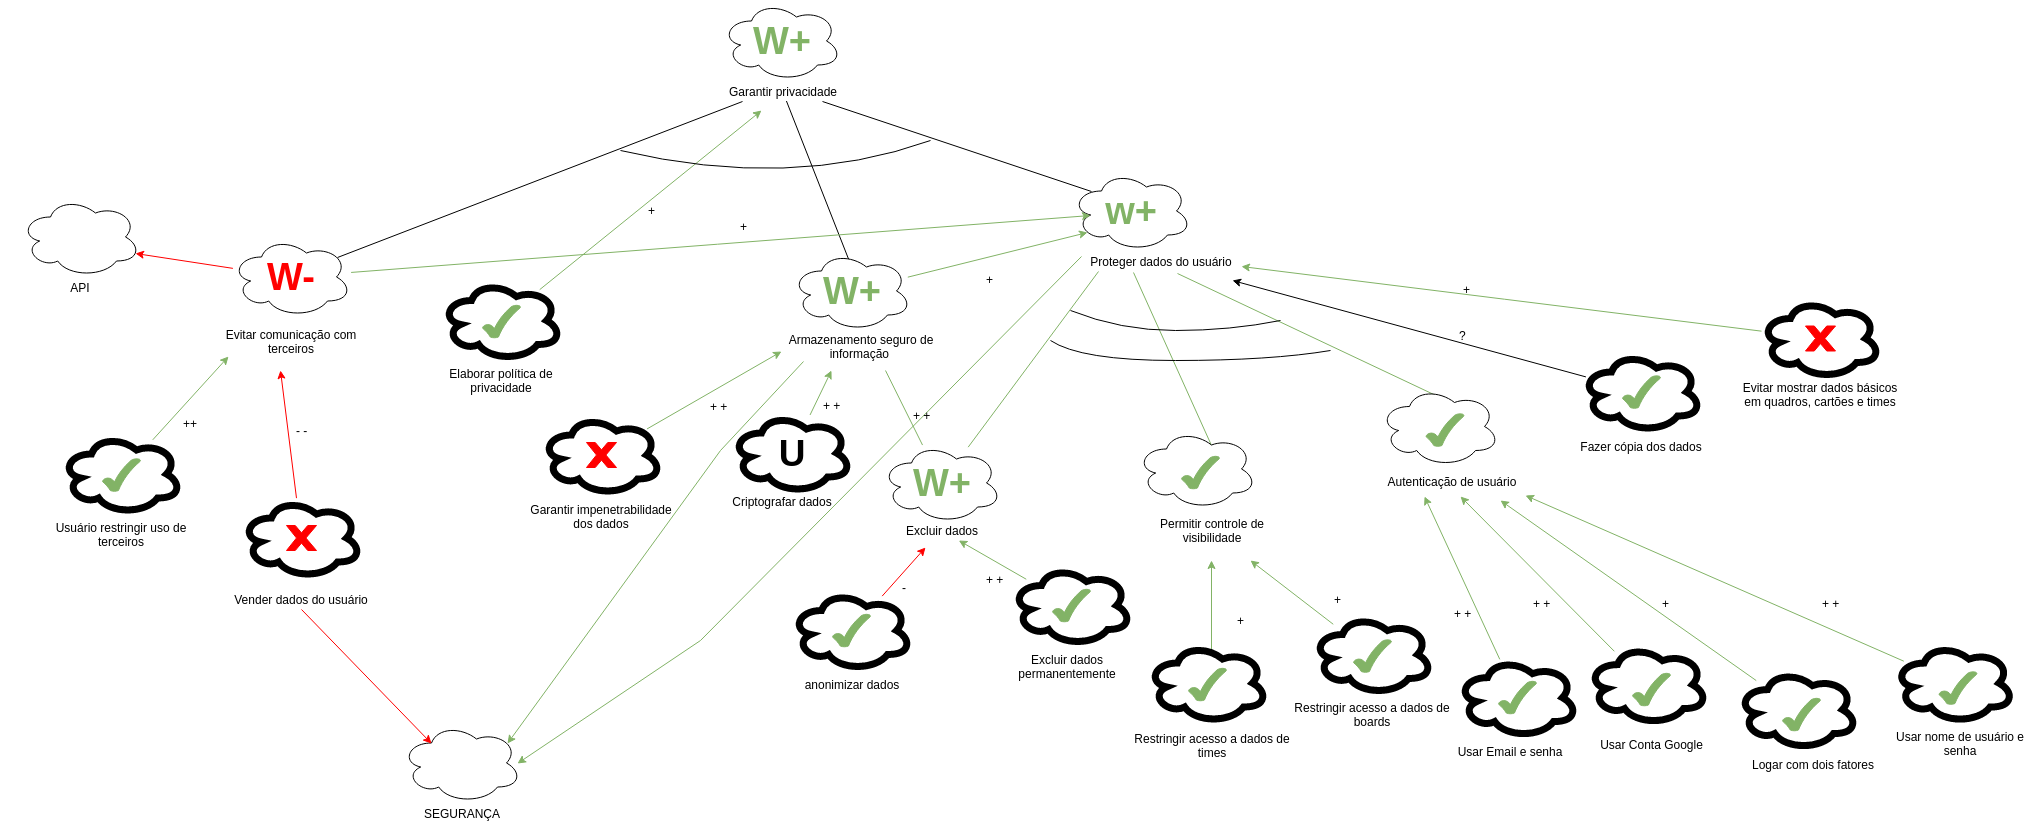 W+
Garantir privacidade
API
W-
Evitar comunicação com
terceiros
+
+
w+
Proteger dados do usuário
W+
Armazenamento seguro de
informação
+
Elaborar política de
privacidade
+
?
Evitar mostrar dados básicos
em quadros, cartões e times
Fazer cópia dos dados
++
- -
+ +
+ +
+ +
Usuário restringir uso de
terceiros
x
Vender dados do usuário
x
Garantir impenetrabilidade
dos dados
U
Criptografar dados
W+
Excluir dados
Permitir controle de
visibilidade
Autenticação de usuário
x
-
+ +
anonimizar dados
Excluir dados
permanentemente
+
+
Restringir acesso a dados de
times
Restringir acesso a dados de
boards
+ +
+ +
+
+ +
Usar Email e senha
Usar Conta Google
Logar com dois fatores
Usar nome de usuário e
senha
SEGURANÇA